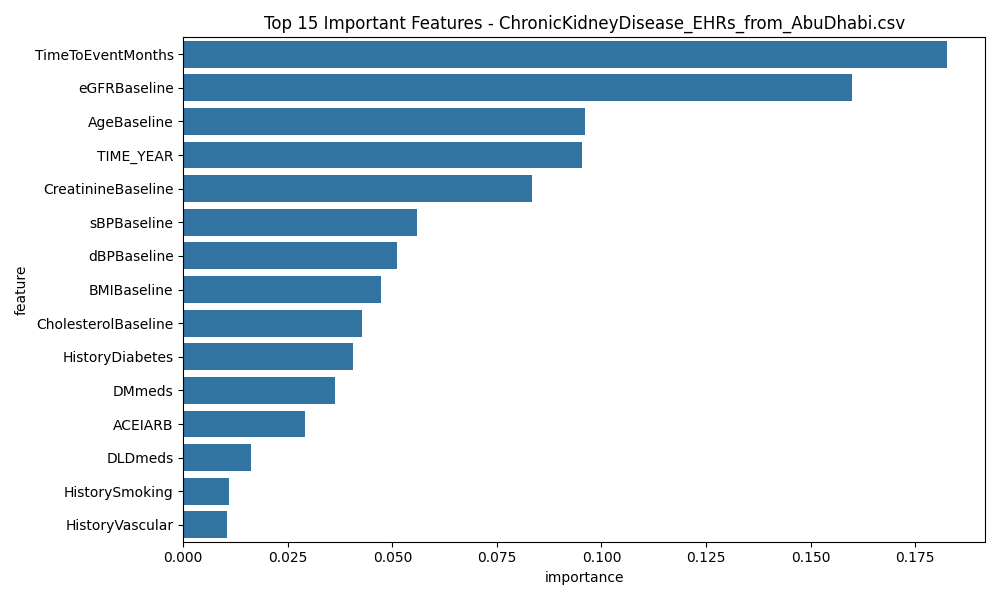 Top 15 Important Features - ChronicKidneyDisease_EHRs_from_AbuDhabi.csv
feature
TimeToEventMonths
eGFRBaseline
AgeBaseline
TIME_YEAR
CreatinineBaseline
sBPBaseline
dBPBaseline
BMIBaseline
CholesterolBaseline
HistoryDiabetes
DMmeds
ACEIARB
DLDmeds
HistorySmoking
HistoryVascular
0.000 0.025 0.050 0.075 0.100 0.125 0.150 0.175
importance